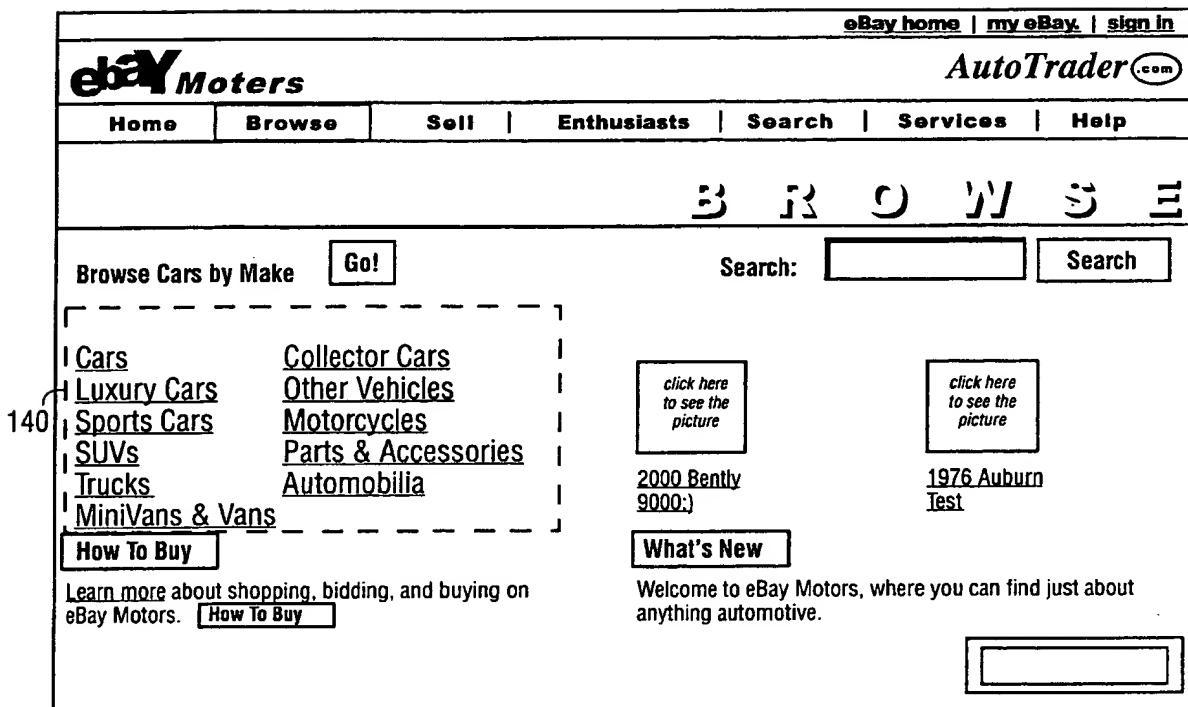 eBay home | my eBay. | sign in
ebaY Moters
AutoTrader.com
Home Browse Sell | Enthusiasts | Search | Services | Help
BROWSE
Browse Cars by Make Go!
Search: Search
Cars
Luxury Cars
Sports Cars
SUVs
Trucks
MiniVans & Vans
Collector Cars
Other Vehicles
Motorcycles
Parts & Accessories
Automobilia
140
click here
to see the
picture
2000 Bently
9000:)
click here
to see the
picture
1976 Auburn
Test
How To Buy
Learn more about shopping, bidding, and buying on
eBay Motors. How To Buy
What's New
Welcome to eBay Motors, where you can find just about
anything automotive.